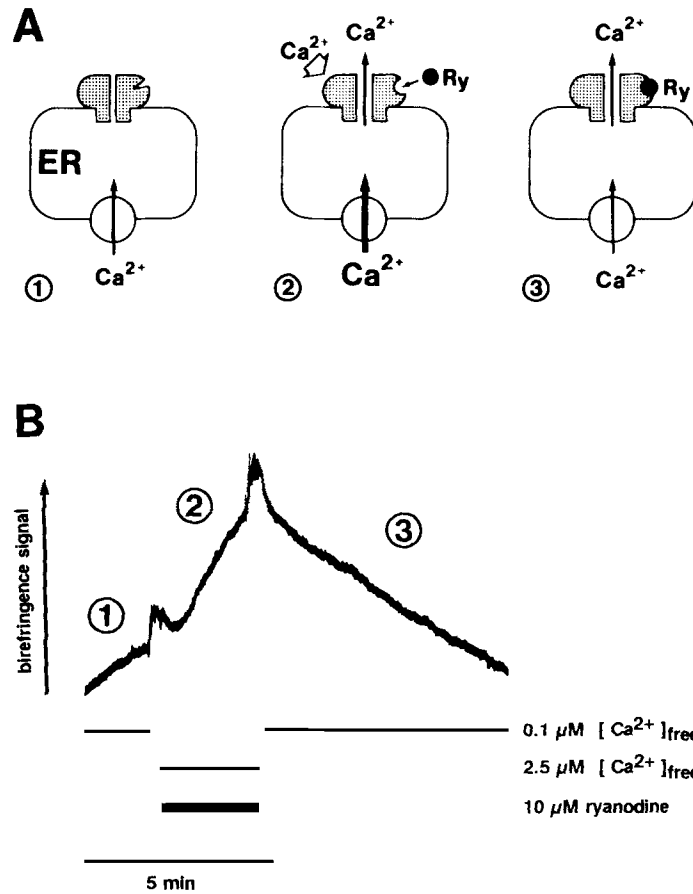 A
Ca2+
Ca2+
Ca2+
Ry
Ry
ER
Ca2+
Ca2+
Ca2+
1
2
3
B
birefringence signal
1
2
3
0.1 µM [ Ca2+ ]free
2.5 µM [ Ca2+ ]free
10 µM ryanodine
5 min